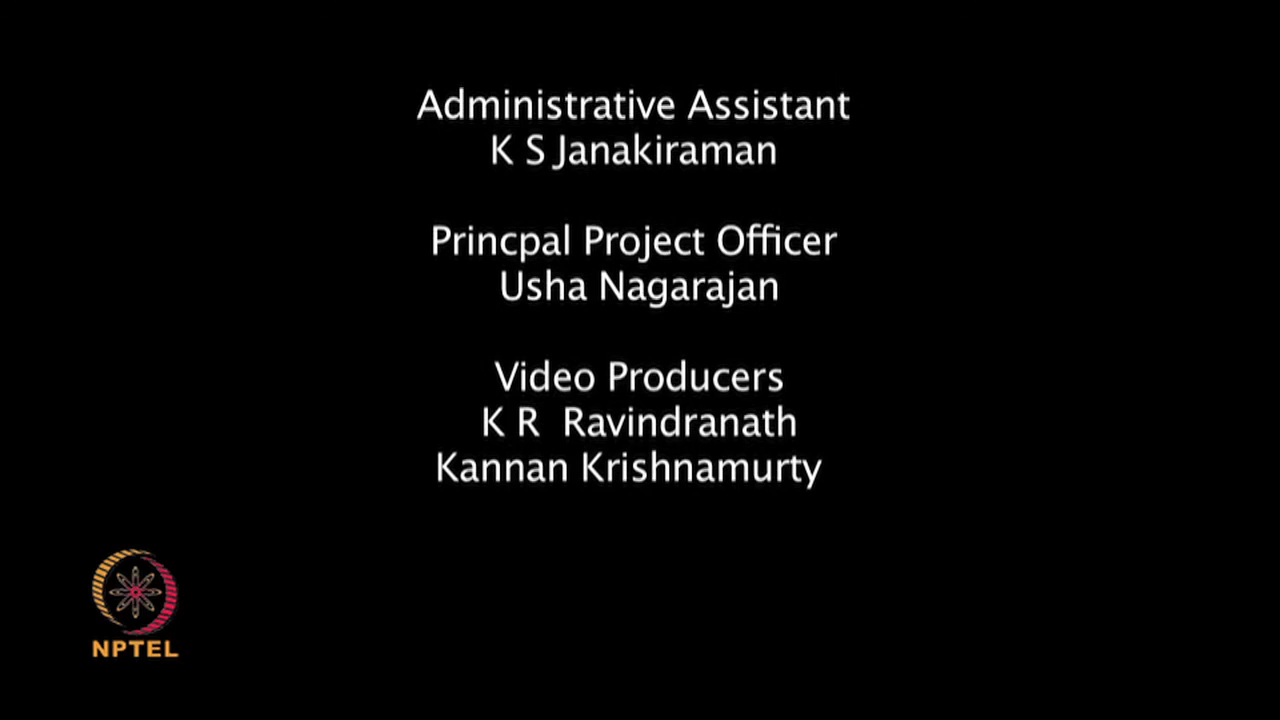 Administrative Assistant
K S Janakiraman
Princpal Project Officer
Usha Nagarajan
Video Producers
K R  Ravindranath
Kannan Krishnamurty
NPTEL